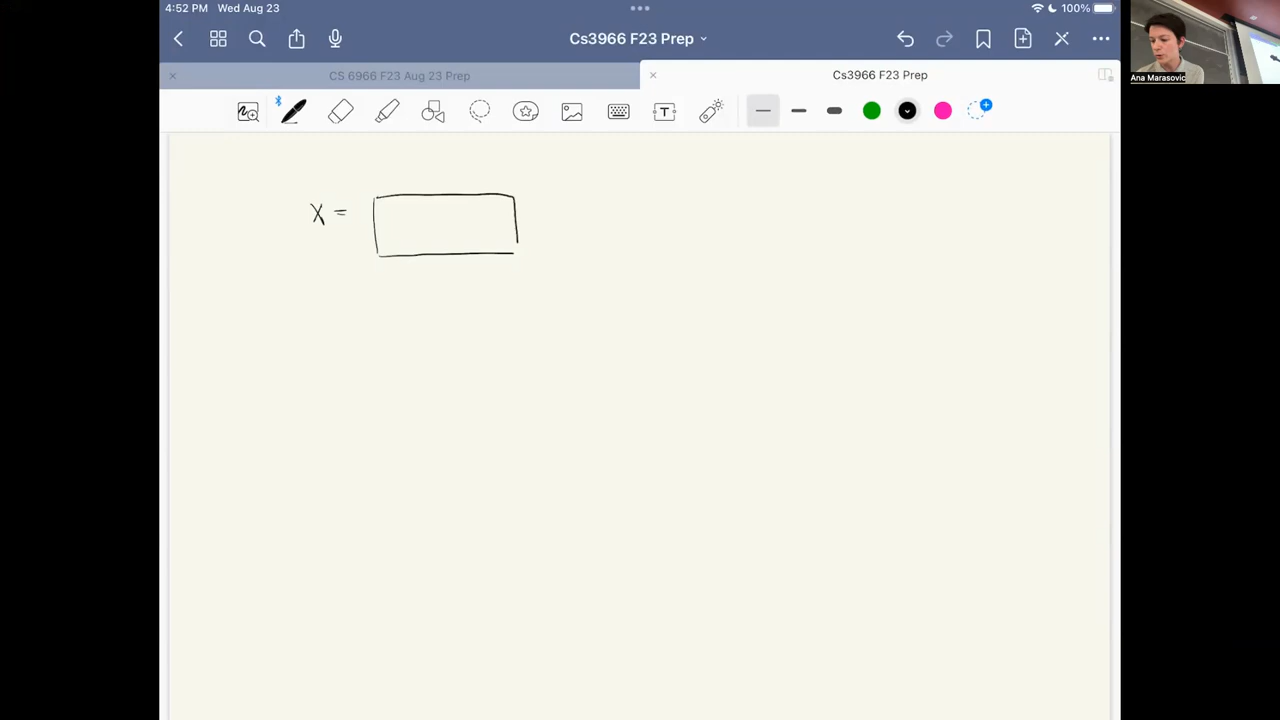 4:52 PM Wed Aug 23
100%
Cs3966 F23 Prep
CS 6966 F23 Aug 23 Prep
Cs3966 F23 Prep
T
X =
Ana Marasovic